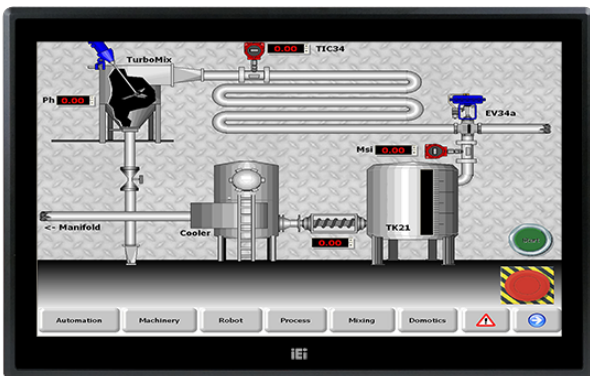 TurboMix
0.00 TIC34
Ph 0.00
EV34a
Msi 0.00
<- Manifold
Cooler
TK21
0.00
Automation Machinery Robot Process Mixing Domotics
iEi